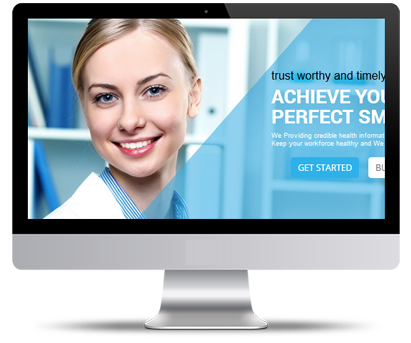 trust worthy and timely
ACHIEVE YOU
PERFECT SM
We Providing credible health informat
Keep your workforce healthy and We
GET STARTED
BU